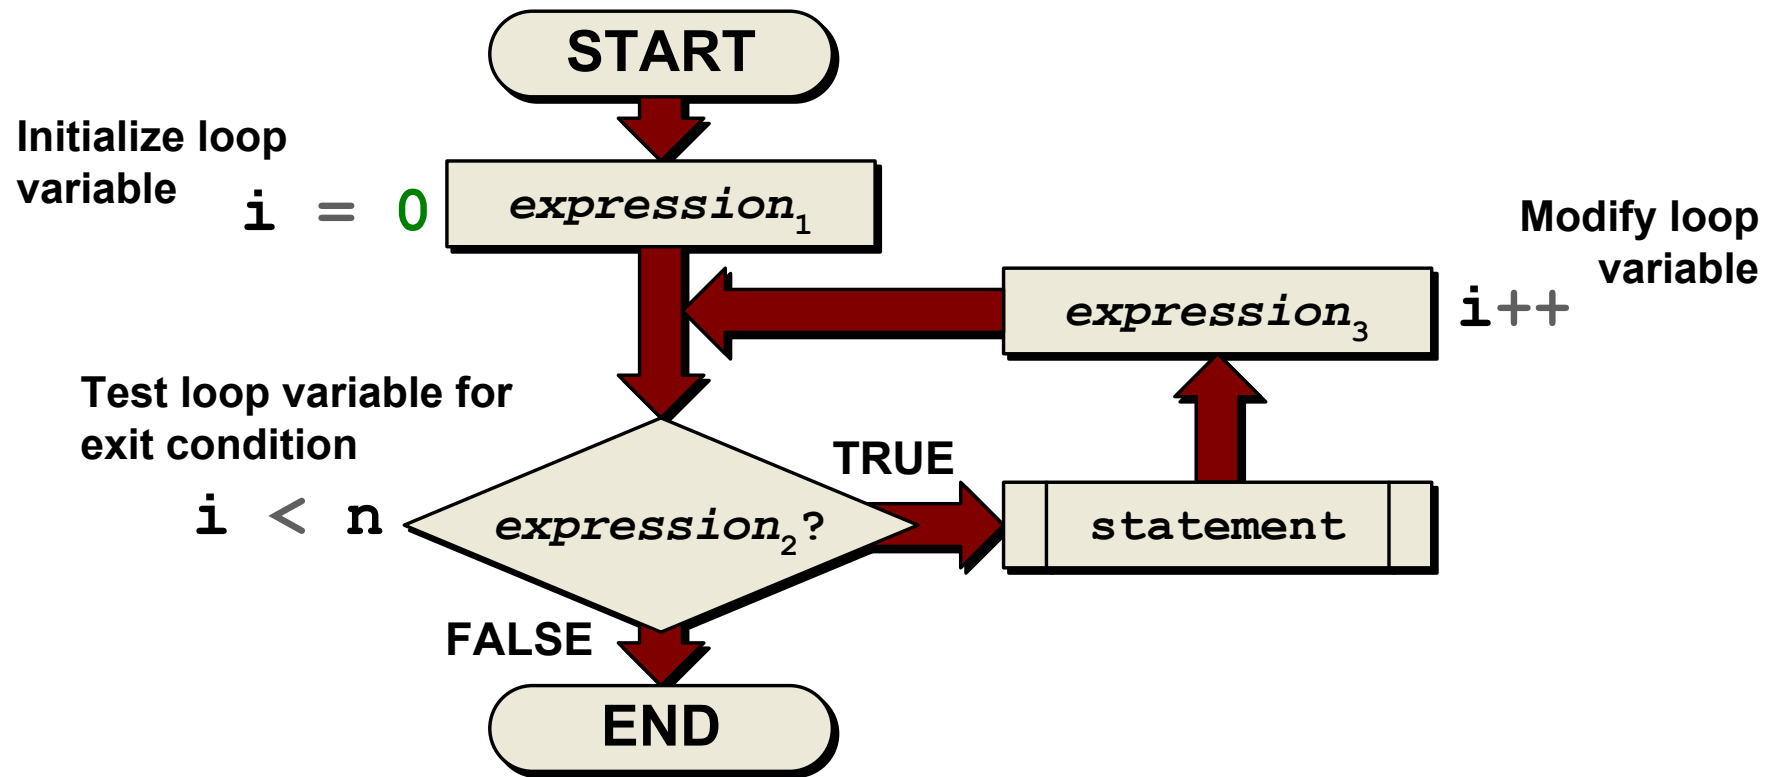 START
Initialize loop
variable
i = 0
expression1
Modify loop
variable
expression3
i++
Test loop variable for
exit condition
i < n
expression2?
TRUE
statement
FALSE
END